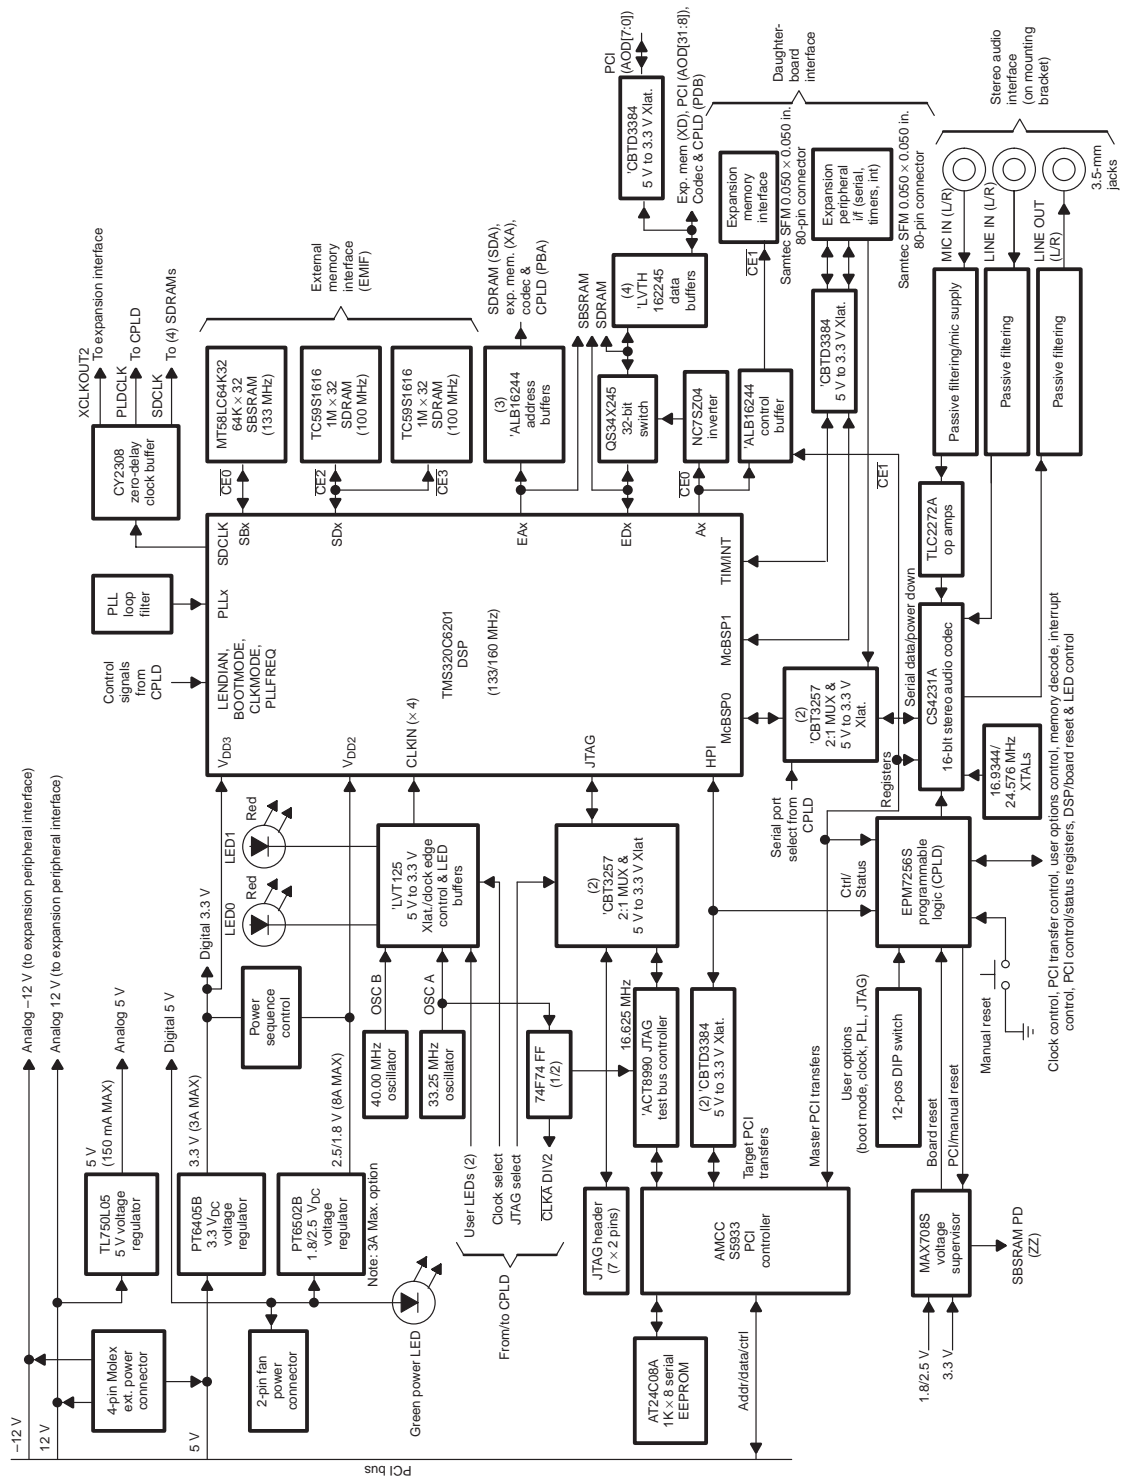 PCI bus
–12 V
12 V
5 V
4-pin Molex
ext. power
connector
2-pin fan
power
connector
Green power LED
TL750L05
5 V voltage
regulator
PT6405B
3.3 VDC
voltage
regulator
PT6502B
1.8/2.5 VDC
voltage
regulator
Note: 3A Max. option
5 V
(150 mA MAX)
3.3 V (3A MAX)
2.5/1.8 V (8A MAX)
Analog –12 V (to expansion peripheral interface)
Analog 12 V (to expansion peripheral interface)
Analog 5 V
Digital 5 V
Digital 3.3 V
Power
sequence
control
LED0
Red
LED1
Red
40.00 MHz
oscillator
33.25 MHz
oscillator
OSC B
OSC A
74F74 FF
(1/2)
CLKA DIV2
16.625 MHz
'LVT125
5 V to 3.3 V
Xlat./clock edge
control & LED
buffers
User LEDs (2)
Clock select
JTAG select
From/to CPLD
JTAG header
(7 × 2 pins)
'ACT8990 JTAG
test bus controller
(2)
'CBT3257
2:1 MUX &
5 V to 3.3 V Xlat
(2) 'CBTD3384
5 V to 3.3 V Xlat.
Target PCI
transfers
AMCC
S5933
PCI
controller
AT24C08A
1K × 8 serial
EEPROM
Addr/data/ctrl
Master PCI transfers
User options
(boot mode, clock, PLL, JTAG)
12-pos DIP switch
Board reset
PCI/manual reset
MAX708S
voltage
supervisor
1.8/2.5 V
3.3 V
SBSRAM PD
(ZZ)
Manual reset
EPM7256S
programmable
logic (CPLD)
Ctrl/
Status
Clock control, PCI transfer control, user options control, memory decode, interrupt
control, PCI control/status registers, DSP/board reset & LED control
Control
signals
from
CPLD
PLL
loop
filter
CY2308
zero-delay
clock buffer
XCLKOUT2
To expansion interface
PLDCLK
To CPLD
SDCLK
To (4) SDRAMs
VDD3
VDD2
CLKIN (× 4)
JTAG
HPI
LENDIAN,
BOOTMODE,
CLKMODE,
PLLFREQ
PLLx
SDCLK
TMS320C6201
DSP
(133/160 MHz)
SBx
SDx
EAx
EDx
Ax
McBSP0
McBSP1
TIM/INT
CE0
CE2
CE3
MT58LC64K32
64K × 32
SBSRAM
(133 MHz)
TC59S1616
1M × 32
SDRAM
(100 MHz)
TC59S1616
1M × 32
SDRAM
(100 MHz)
External
memory
interface
(EMIF)
(3)
'ALB16244
address
buffers
SDRAM (SDA),
exp. mem. (XA),
codec &
CPLD (PBA)
SBSRAM
SDRAM
QS34X245
32-bit
switch
NC7SZ04
inverter
CE0
(4)
'LVTH
162245
data
buffers
'CBTD3384
5 V to 3.3 V Xlat.
PCI
(AOD[7:0])
Exp. mem (XD), PCI (AOD[31:8]),
Codec & CPLD (PDB)
'ALB16244
control
buffer
CE1
CE1
Expansion
memory
interface
Samtec SFM 0.050 × 0.050 in.
80-pin connector
Daughter-
board
interface
'CBTD3384
5 V to 3.3 V Xlat.
Expansion
peripheral
i/f (serial,
timers, int)
Samtec SFM 0.050 × 0.050 in.
80-pin connector
(2)
'CBT3257
2:1 MUX &
5 V to 3.3 V
Xlat.
Serial port
select from
CPLD
Registers
Serial data/power down
CS4231A
16-bIt stereo audio codec
16.9344/
24.576 MHz
XTALs
TLC2272A
op amps
Passive filtering/mic supply
Passive filtering
Passive filtering
MIC IN (L/R)
LINE IN (L/R)
LINE OUT
(L/R)
3.5-mm
jacks
Stereo audio
interface
(on mounting
bracket)